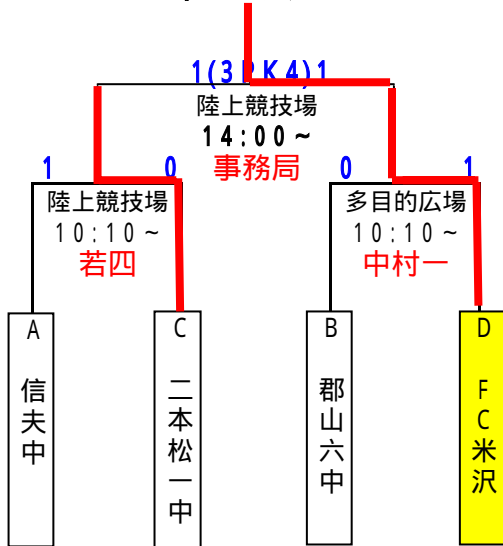 1(3PK4)1
陸上競技場
14:00~
事務局
1 0
陸上競技場
10:10~
若四
0 1
多目的広場
10:10~
中村一
A
信夫中
C
二本松一中
B
郡山六中
D
FC米沢